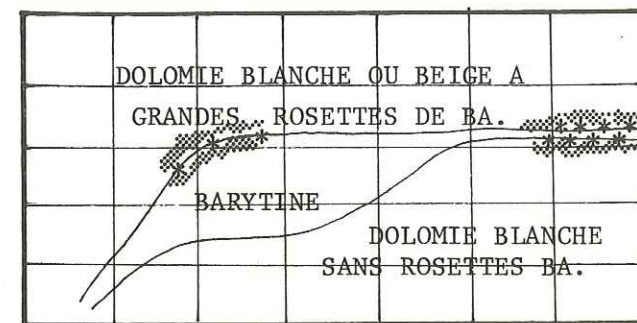 DOLOMIE BLANCHE OU BEIGE A
GRANDES ROSETTES DE BA.
BARYTINE
DOLOMIE BLANCHE
SANS ROSETTES BA.